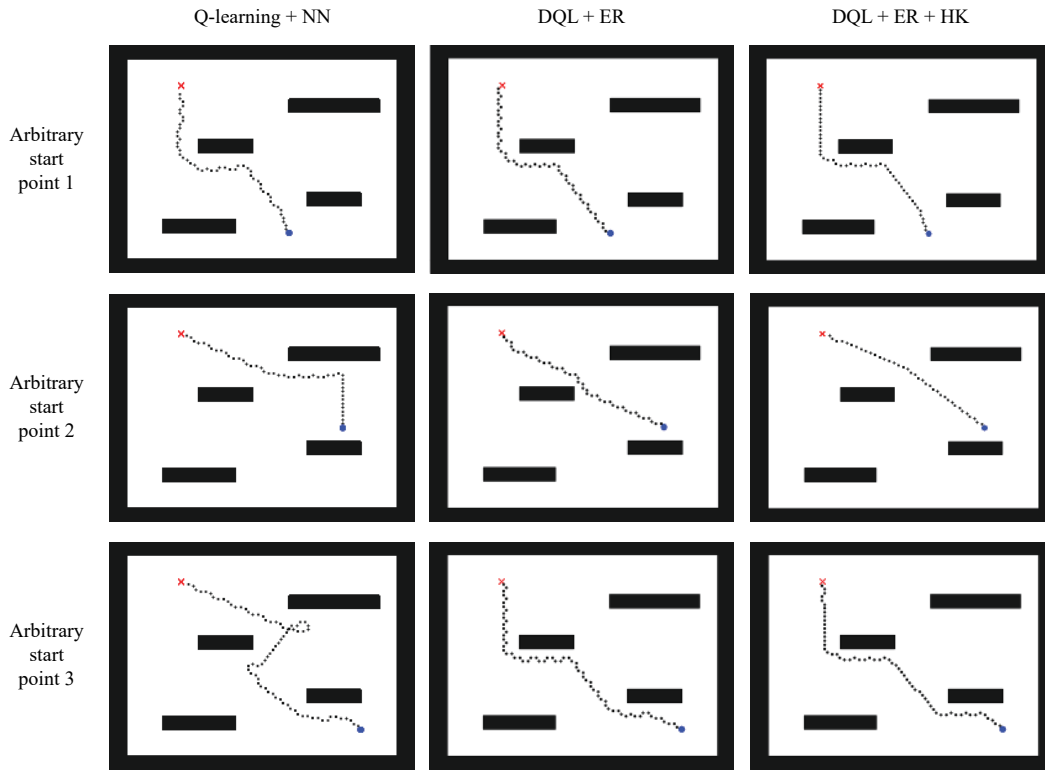 Q-learning + NN
DQL + ER
DQL + ER + HK
Arbitrary
start
point 1
Arbitrary
start
point 2
Arbitrary
start
point 3